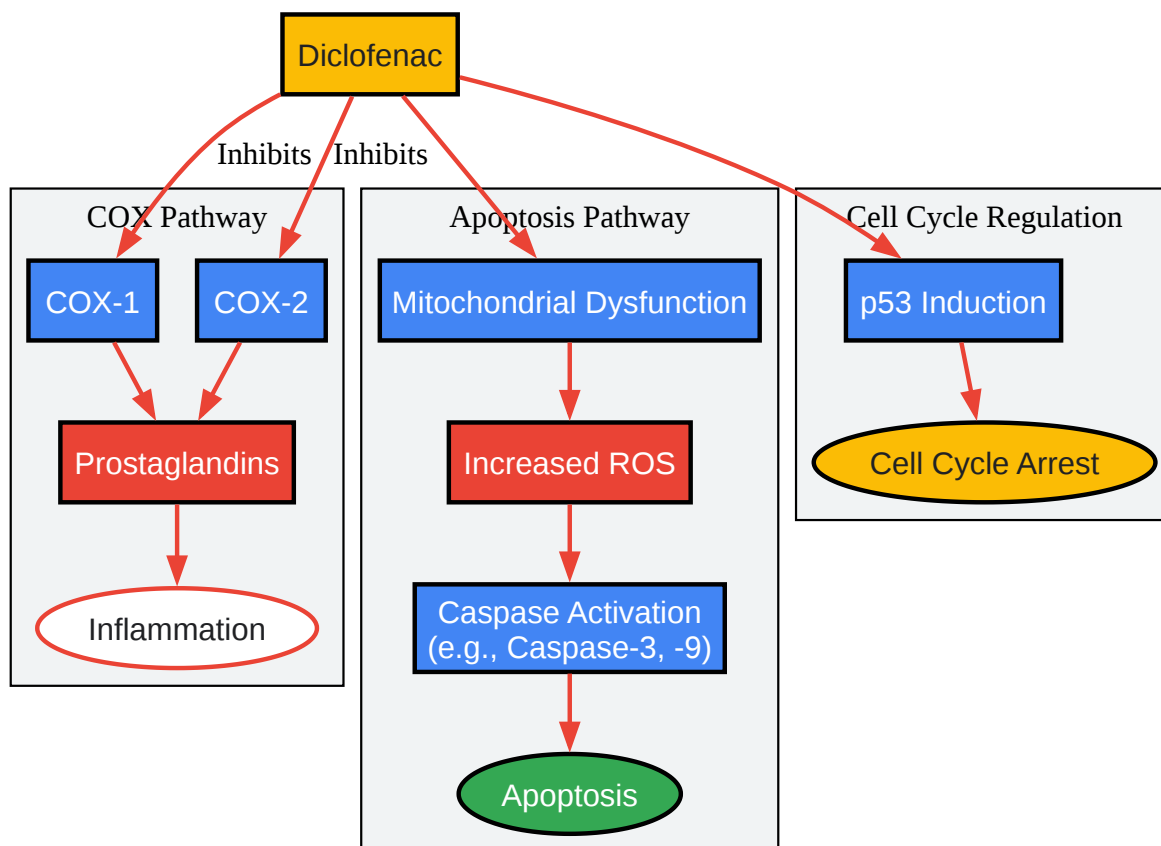 Diclofenac
Inhibits
Inhibits
COX Pathway
COX-1
COX-2
Prostaglandins
Inflammation
Apoptosis Pathway
Mitochondrial Dysfunction
Increased ROS
Caspase Activation
(e.g., Caspase-3, -9)
Apoptosis
Cell Cycle Regulation
p53 Induction
Cell Cycle Arrest